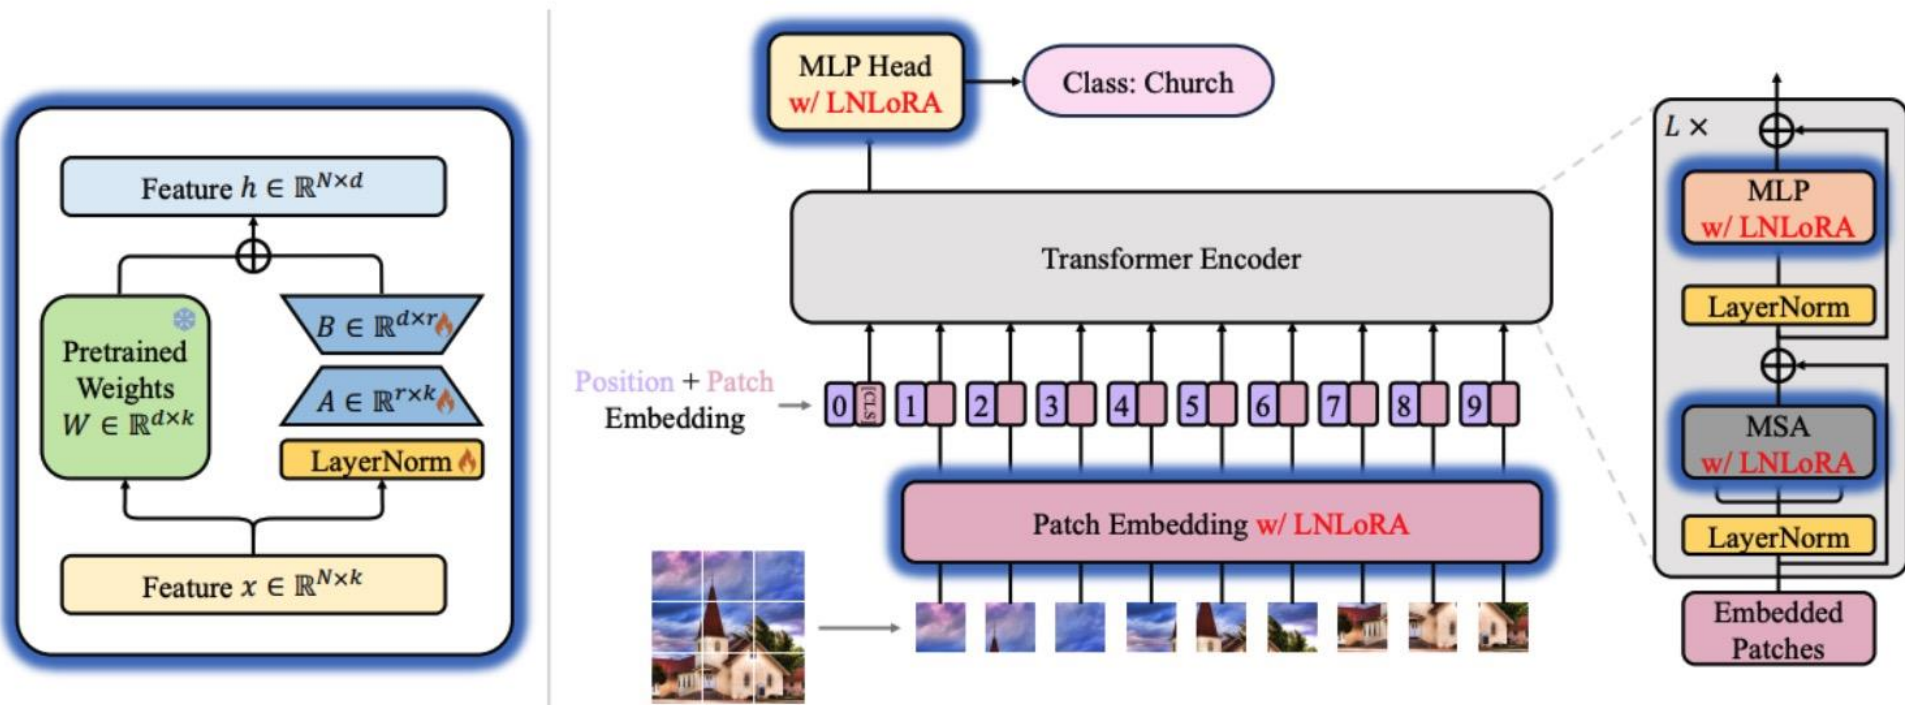 Feature h ∈ ℝ^{N×d}
Pretrained
Weights
W ∈ ℝ^{d×k}
B ∈ ℝ^{d×r}
A ∈ ℝ^{r×k}
LayerNorm
Feature x ∈ ℝ^{N×k}
MLP Head
w/ LNLoRA
Class: Church
Transformer Encoder
Position + Patch
Embedding
0 [CLS] 1 2 3 4 5 6 7 8 9
Patch Embedding w/ LNLoRA
L ×
MLP
w/ LNLoRA
LayerNorm
MSA
w/ LNLoRA
LayerNorm
Embedded
Patches